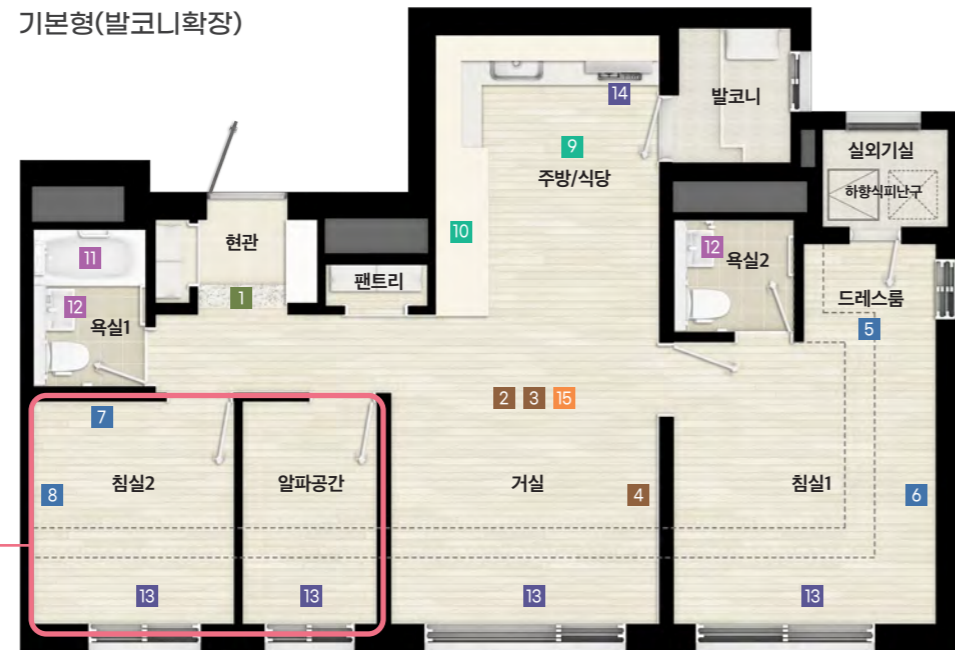 기본형(발코니확장)
14
발코니
9
주방/식당
실외기실
하향식피난구
10
현관
11
팬트리
12
욕실2
1
12
욕실1
드레스룸
5
2 3 15
7
8
침실2
알파공간
거실
4
침실1
6
13
13
13
13